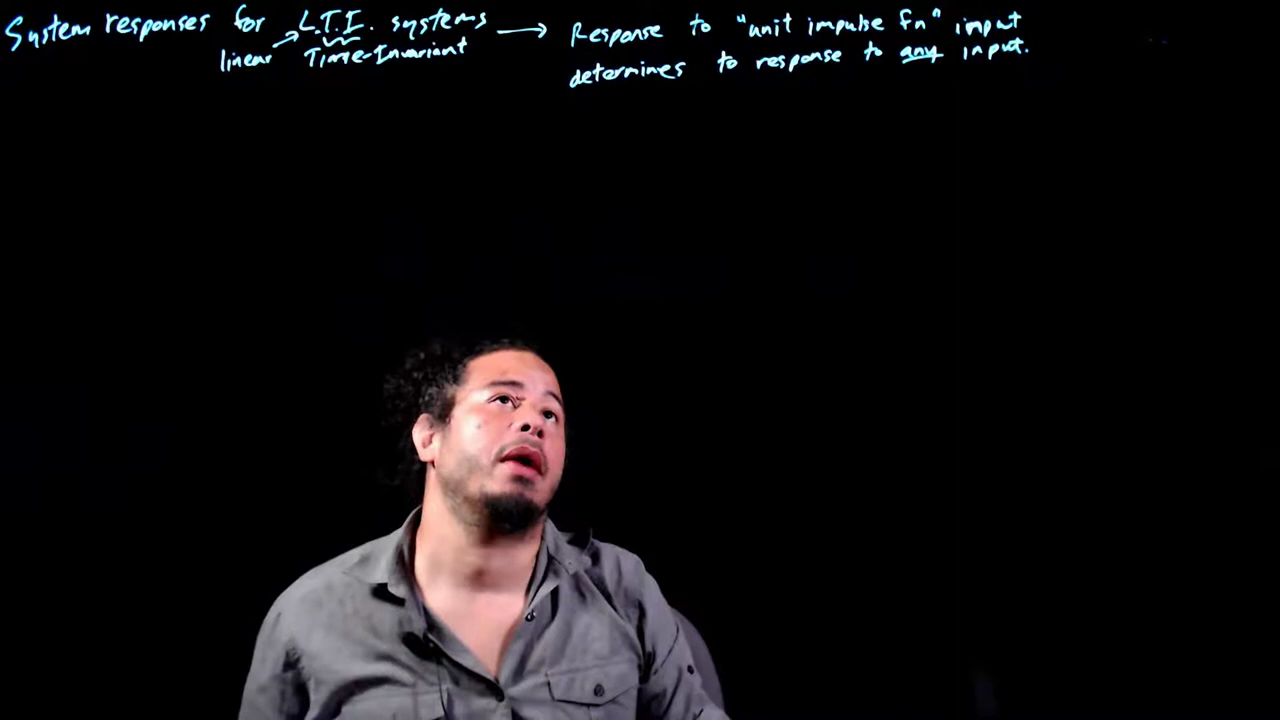 System responses for L.T.I. systems → Response to "unit impulse fn" input
linear Time-Invariant determines to response to any input.